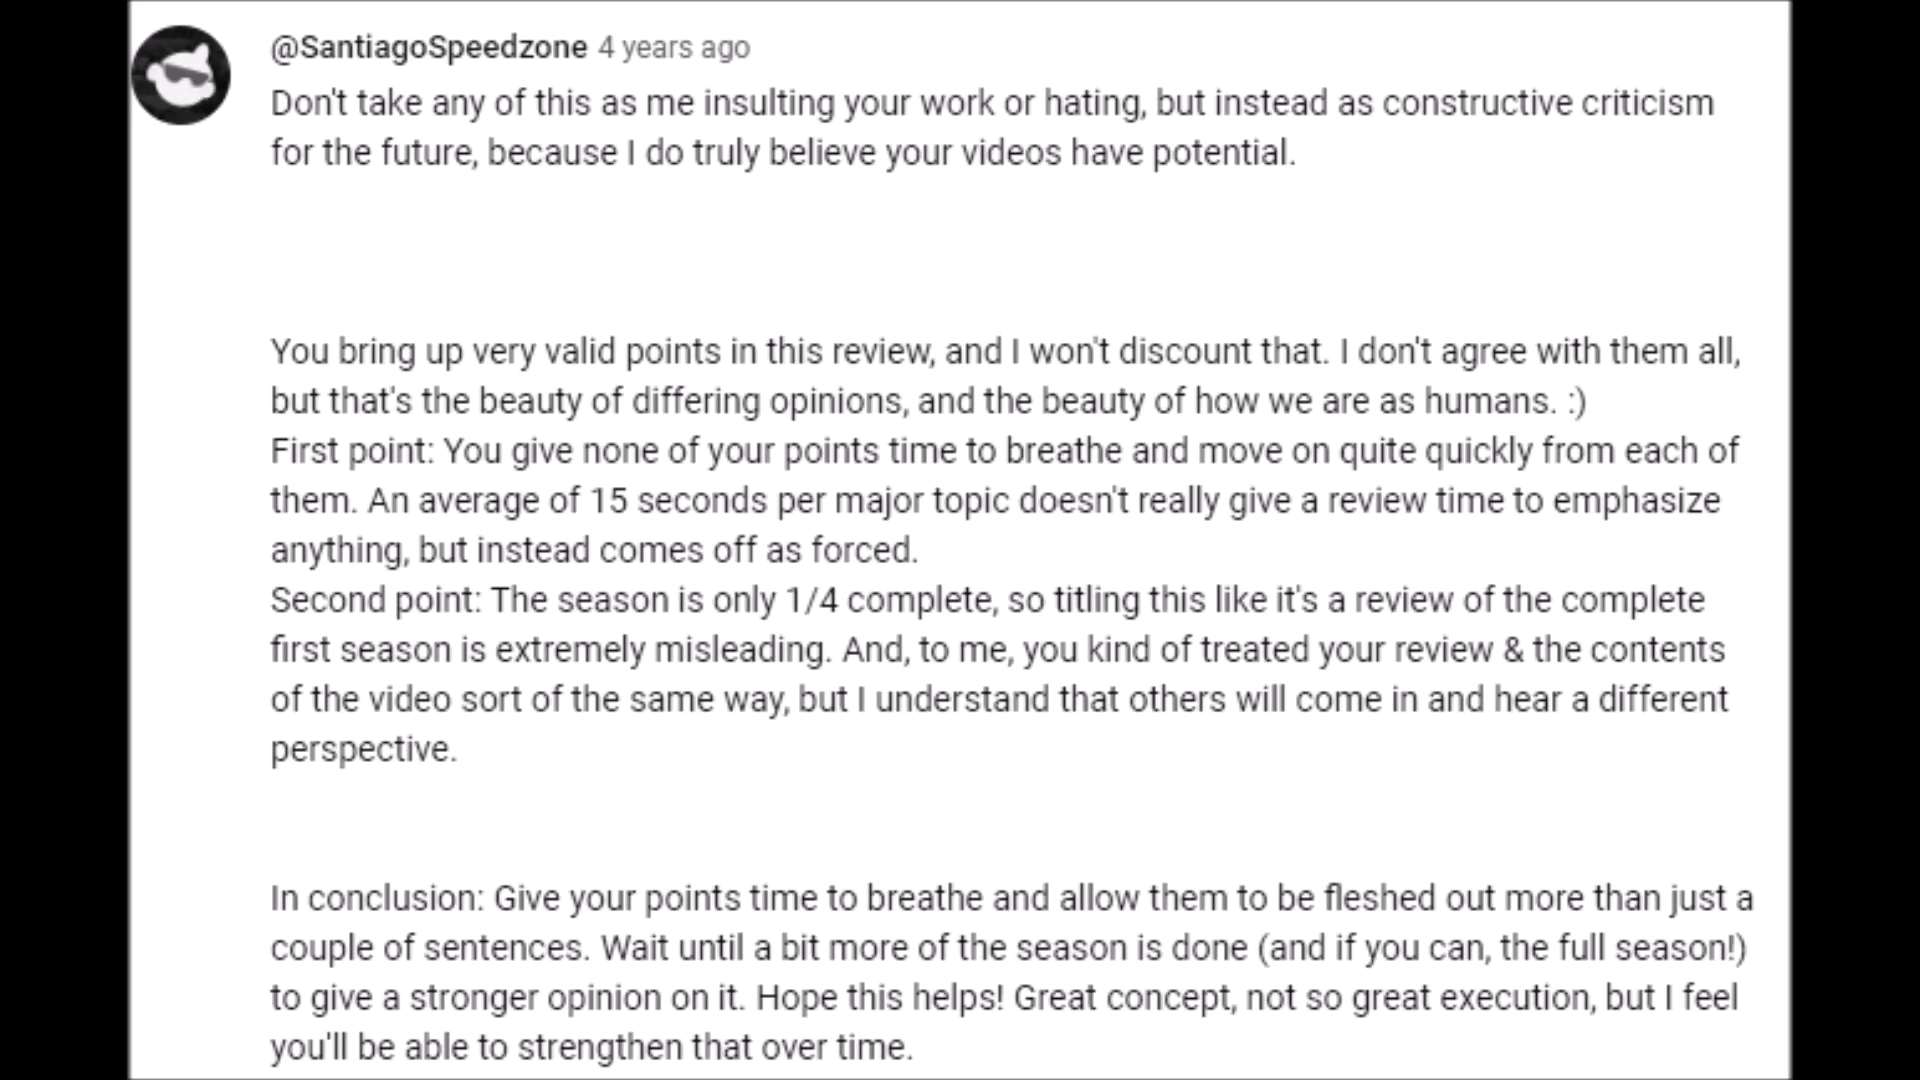 @SantiagoSpeedzone 4 years ago
Don't take any of this as me insulting your work or hating, but instead as constructive criticism
for the future, because I do truly believe your videos have potential.
You bring up very valid points in this review, and I won't discount that. I don't agree with them all,
but that's the beauty of differing opinions, and the beauty of how we are as humans. :)
First point: You give none of your points time to breathe and move on quite quickly from each of
them. An average of 15 seconds per major topic doesn't really give a review time to emphasize
anything, but instead comes off as forced.
Second point: The season is only 1/4 complete, so titling this like it's a review of the complete
first season is extremely misleading. And, to me, you kind of treated your review & the contents
of the video sort of the same way, but I understand that others will come in and hear a different
perspective.
In conclusion: Give your points time to breathe and allow them to be fleshed out more than just a
couple of sentences. Wait until a bit more of the season is done (and if you can, the full season!)
to give a stronger opinion on it. Hope this helps! Great concept, not so great execution, but I feel
you'll be able to strengthen that over time.